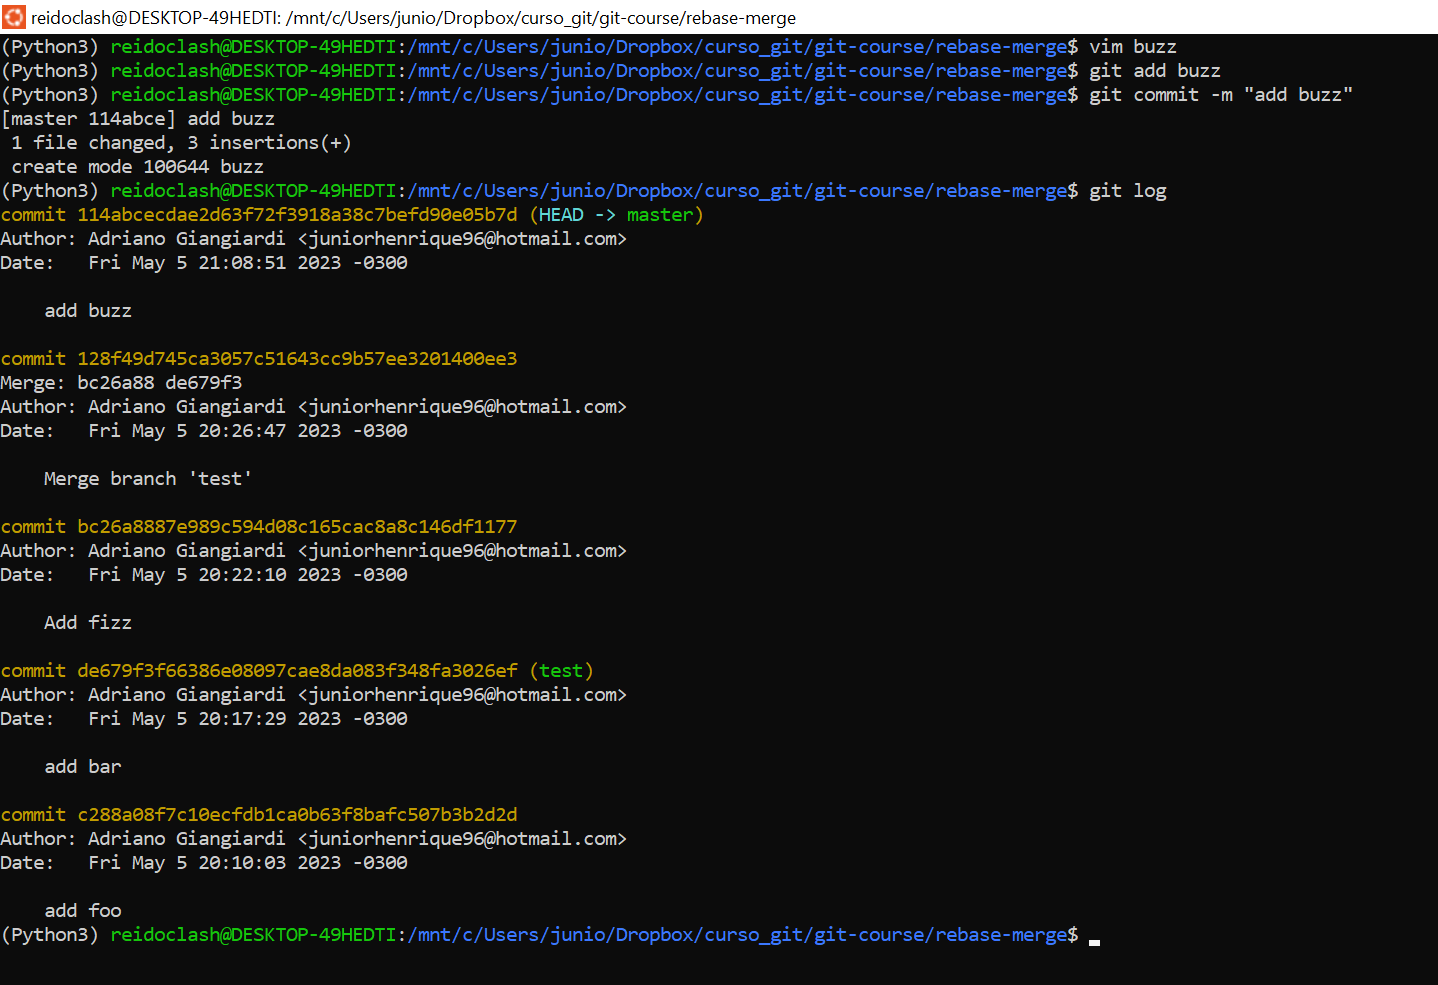 reidoclash@DESKTOP-49HEDTI: /mnt/c/Users/junio/Dropbox/curso_git/git-course/rebase-merge
(Python3) reidoclash@DESKTOP-49HEDTI:/mnt/c/Users/junio/Dropbox/curso_git/git-course/rebase-merge$ vim buzz
(Python3) reidoclash@DESKTOP-49HEDTI:/mnt/c/Users/junio/Dropbox/curso_git/git-course/rebase-merge$ git add buzz
(Python3) reidoclash@DESKTOP-49HEDTI:/mnt/c/Users/junio/Dropbox/curso_git/git-course/rebase-merge$ git commit -m "add buzz"
[master 114abce] add buzz
 1 file changed, 3 insertions(+)
 create mode 100644 buzz
(Python3) reidoclash@DESKTOP-49HEDTI:/mnt/c/Users/junio/Dropbox/curso_git/git-course/rebase-merge$ git log
commit 114abcecdae2d63f72f3918a38c7befd90e05b7d (HEAD -> master)
Author: Adriano Giangiardi <juniorhenrique96@hotmail.com>
Date:   Fri May 5 21:08:51 2023 -0300

    add buzz

commit 128f49d745ca3057c51643cc9b57ee3201400ee3
Merge: bc26a88 de679f3
Author: Adriano Giangiardi <juniorhenrique96@hotmail.com>
Date:   Fri May 5 20:26:47 2023 -0300

    Merge branch 'test'

commit bc26a8887e989c594d08c165cac8a8c146df1177
Author: Adriano Giangiardi <juniorhenrique96@hotmail.com>
Date:   Fri May 5 20:22:10 2023 -0300

    Add fizz

commit de679f3f66386e08097cae8da083f348fa3026ef (test)
Author: Adriano Giangiardi <juniorhenrique96@hotmail.com>
Date:   Fri May 5 20:17:29 2023 -0300

    add bar

commit c288a08f7c10ecfdb1ca0b63f8bafc507b3b2d2d
Author: Adriano Giangiardi <juniorhenrique96@hotmail.com>
Date:   Fri May 5 20:10:03 2023 -0300

    add foo
(Python3) reidoclash@DESKTOP-49HEDTI:/mnt/c/Users/junio/Dropbox/curso_git/git-course/rebase-merge$